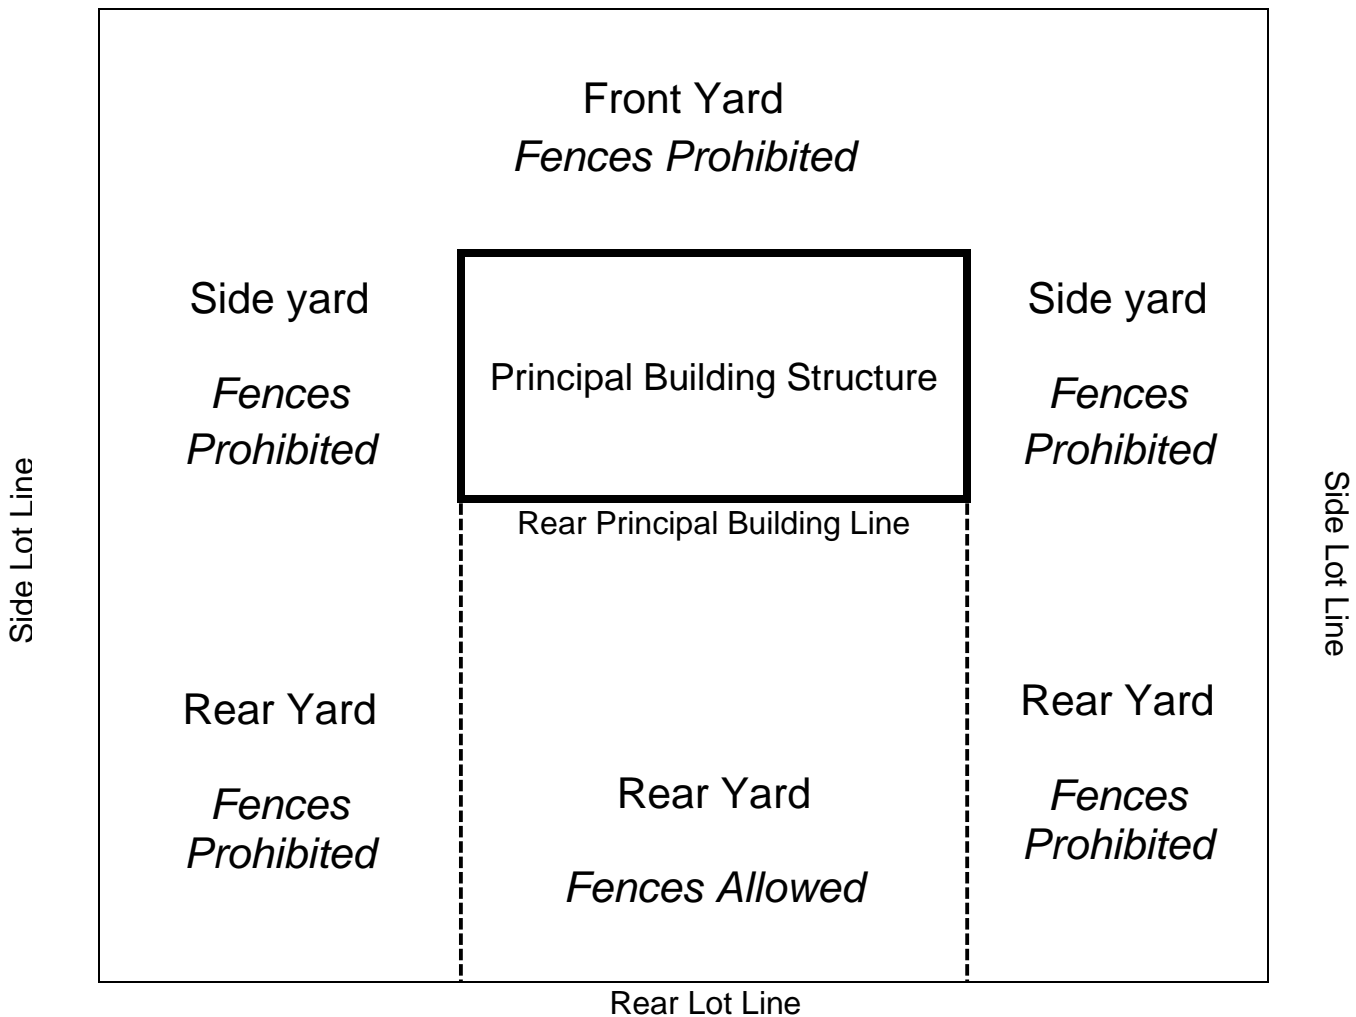 Front Yard
Fences Prohibited
Side yard
Fences
Prohibited
Principal Building Structure
Side yard
Fences
Prohibited
Side Lot Line
Side Lot Line
Rear Principal Building Line
Rear Yard
Fences
Prohibited
Rear Yard
Fences Allowed
Rear Yard
Fences
Prohibited
Rear Lot Line